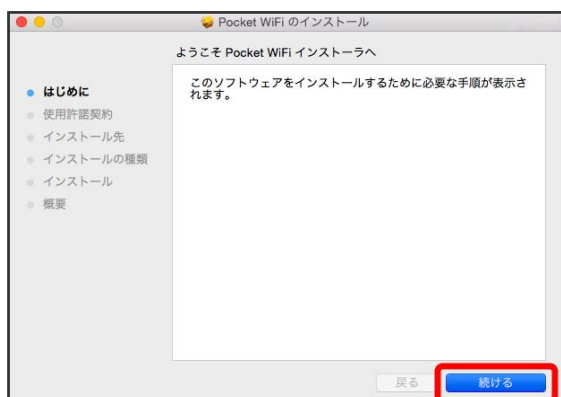 Pocket WiFi のインストール
ようこそ Pocket WiFi インストーラへ
はじめに
使用許諾契約
インストール先
インストールの種類
インストール
概要
このソフトウェアをインストールするために必要な手順が表示さ
れます。
戻る
続ける